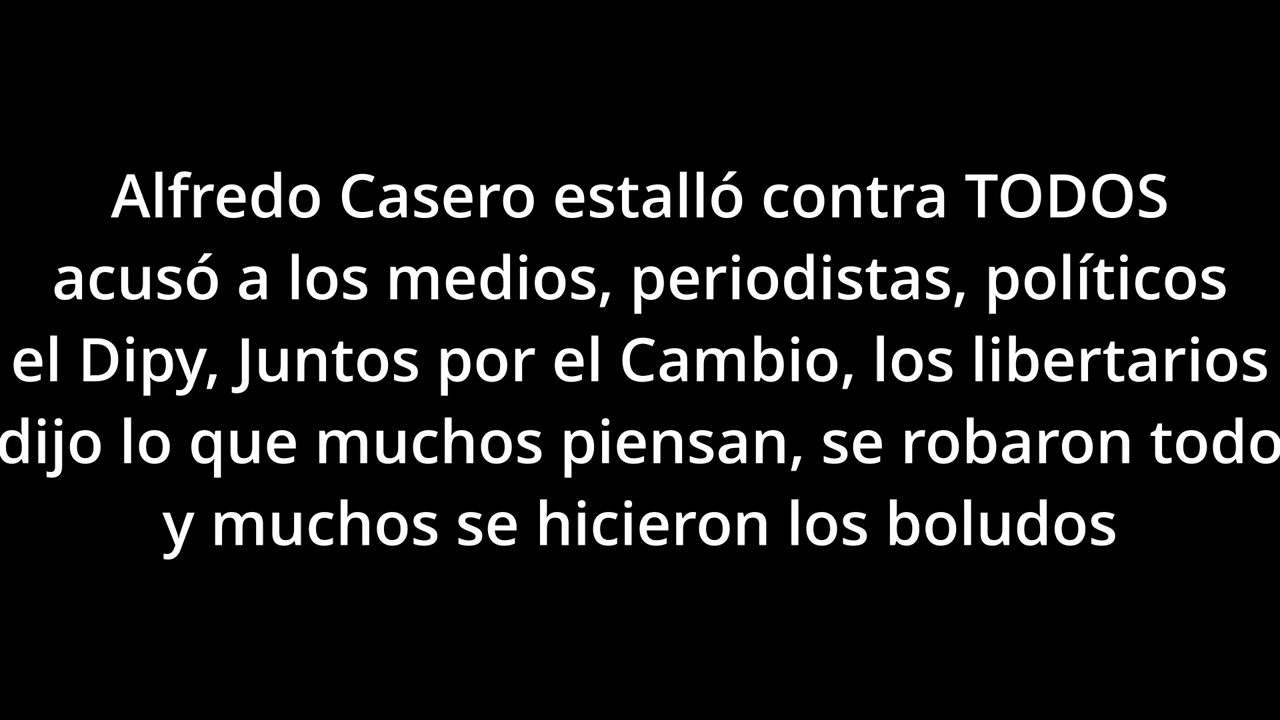 Alfredo Casero estalló contra TODOS
acusó a los medios, periodistas, políticos
el Dipy, Juntos por el Cambio, los libertarios
dijo lo que muchos piensan, se robaron todo
y muchos se hicieron los boludos